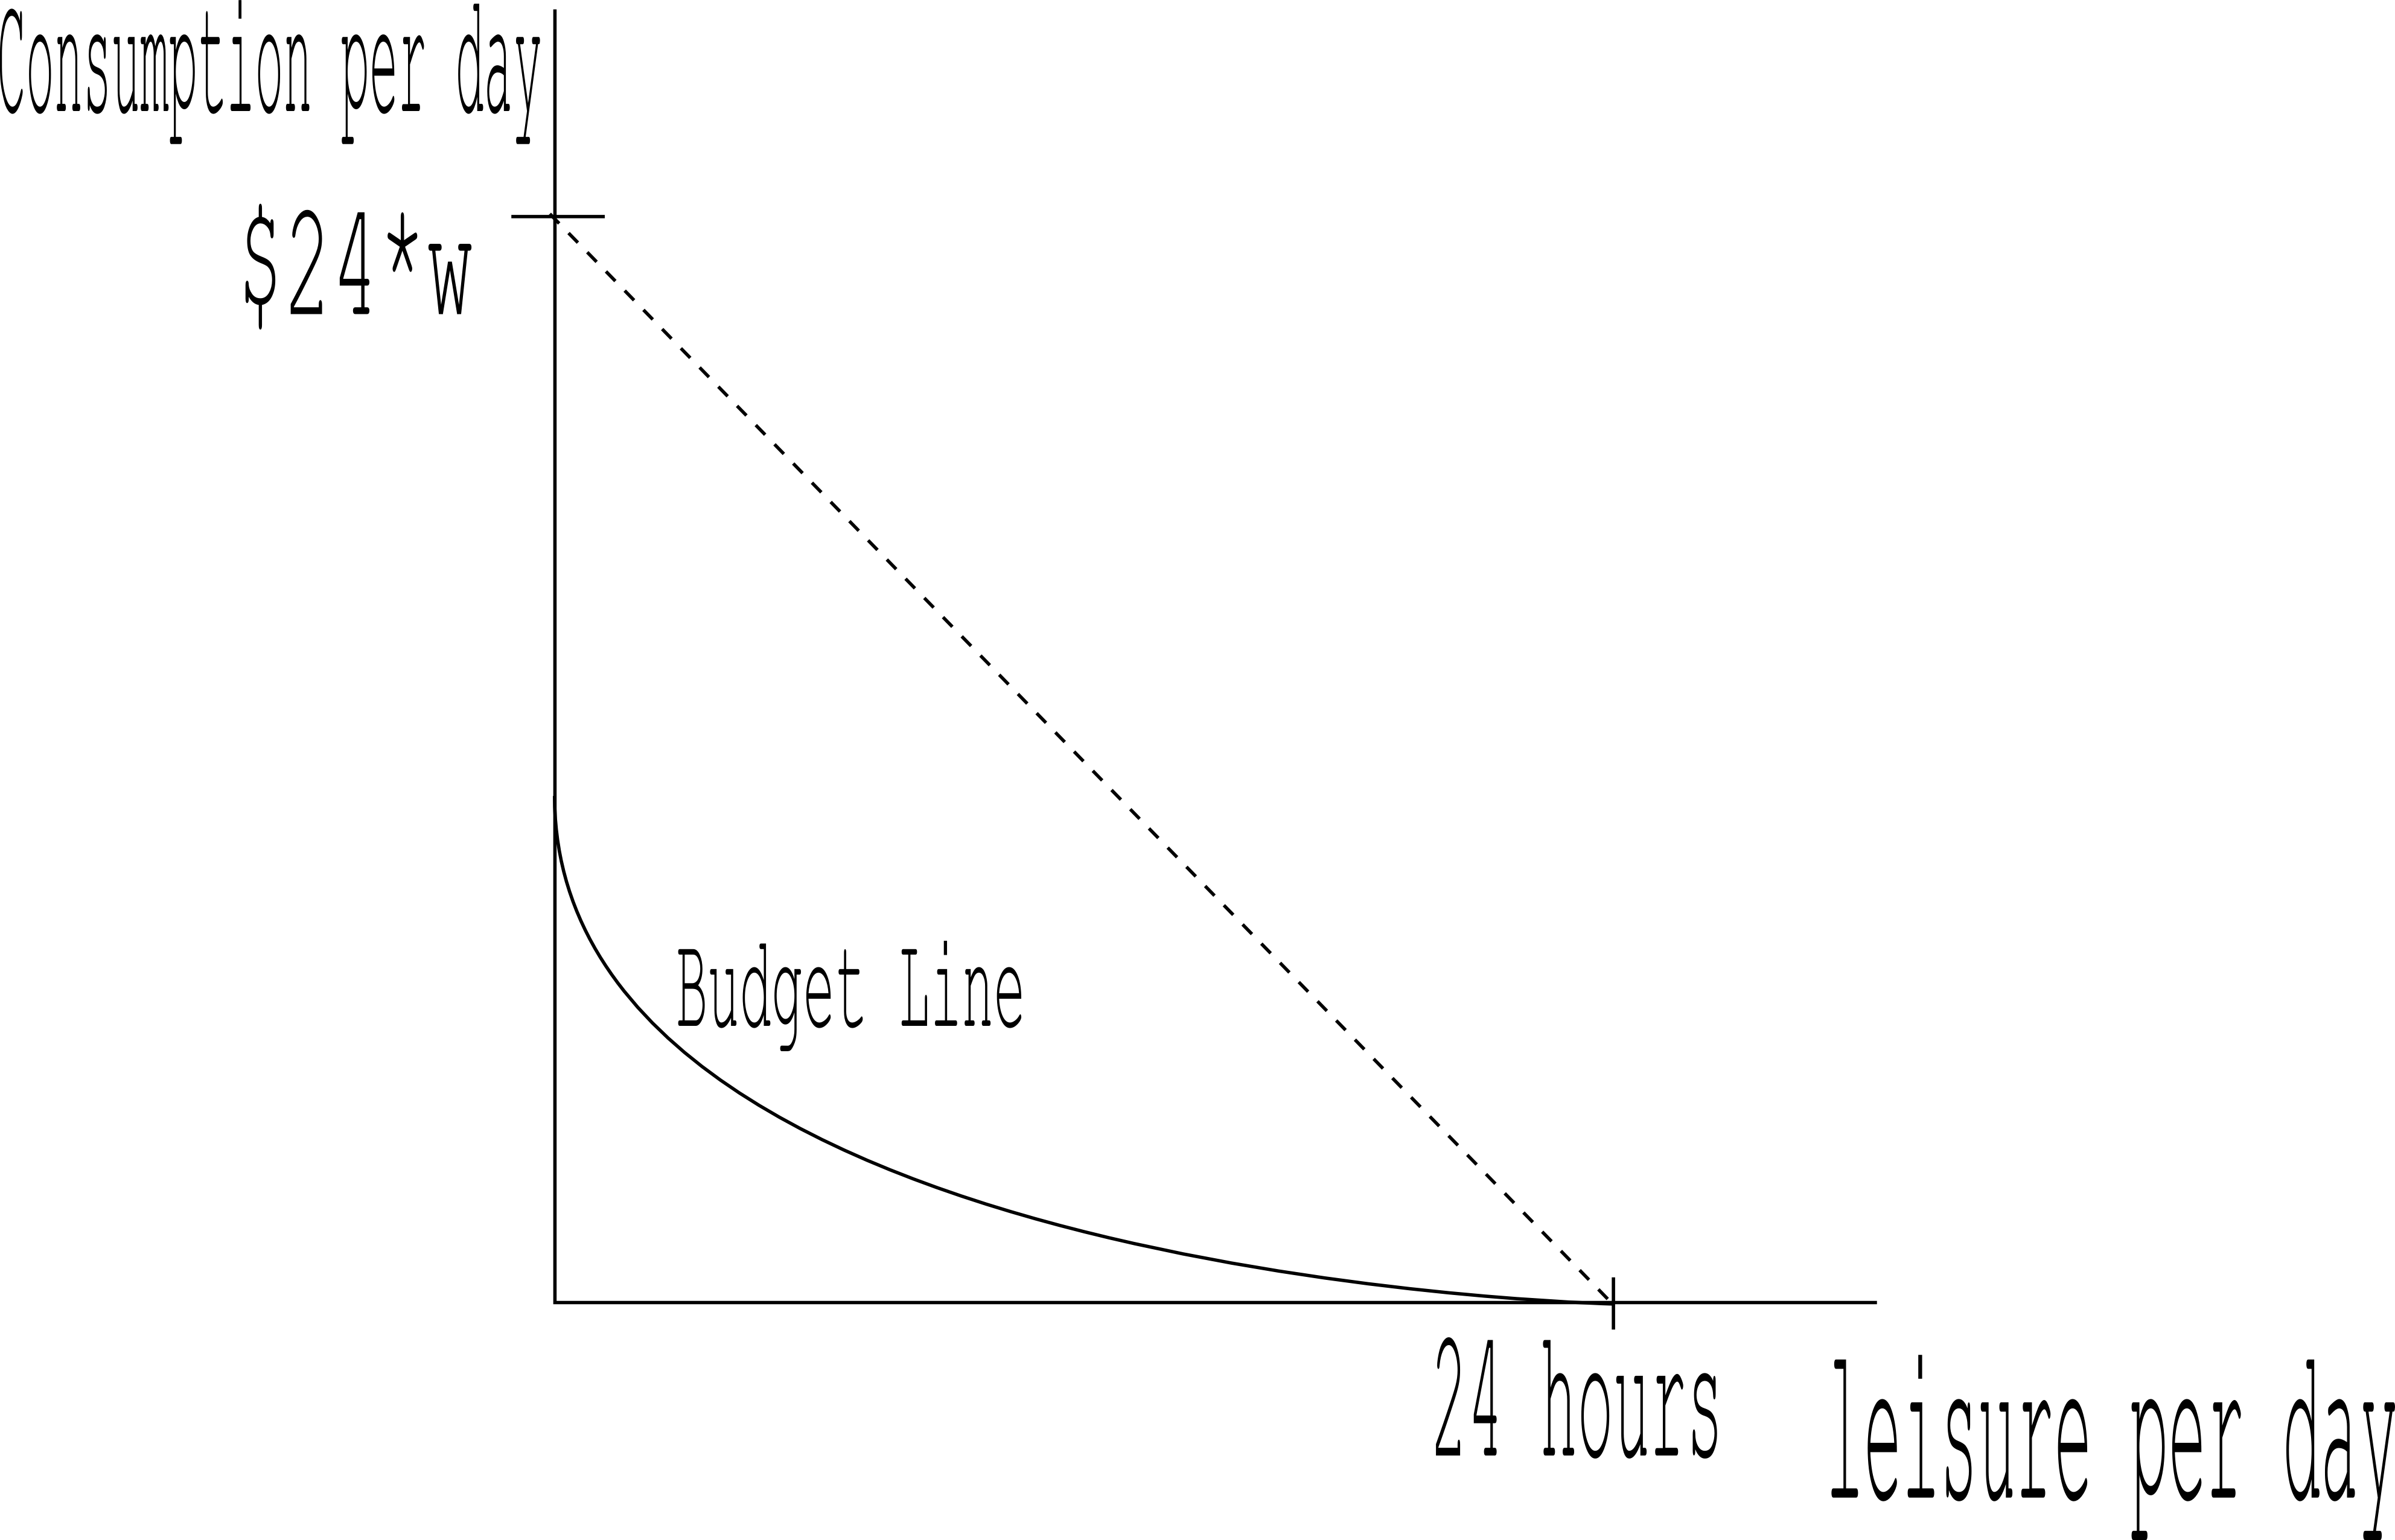 Consumption per day
$24*w
Budget Line
24 hours
leisure per day